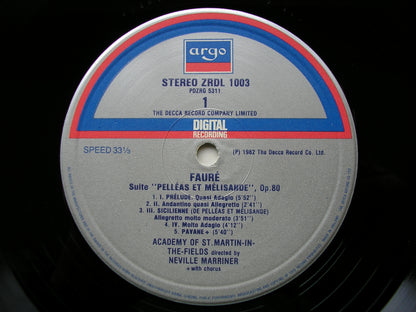 argo
STEREO ZRDL 1003
PDZRG 5311
1
THE DECCA RECORD COMPANY LIMITED
DIGITAL
RECORDING
SPEED 33⅓
(P) 1982 The Decca Record Co. Ltd.
FAURÉ
Suite "PELLÉAS ET MÉLISANDE", Op.80
1. I. PRÉLUDE. Quasi Adagio (5'52")
2. II. Andantino quasi Allegretto (2'41")
3. III. SICILIENNE (DE PELLÉAS ET MÉLISANDE)
Allegretto molto moderato (3'51")
4. IV. Molto Adagio (4'12")
5. PAVANE+ (5'40")
ACADEMY OF ST. MARTIN-IN-
THE-FIELDS directed by
NEVILLE MARRINER
+with chorus